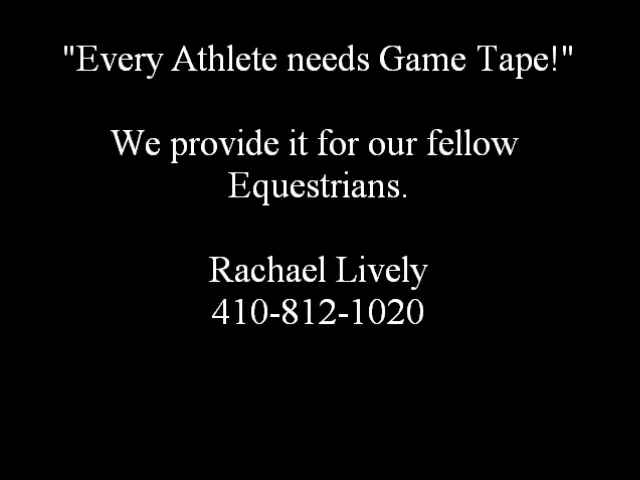 "Every Athlete needs Game Tape!"
We provide it for our fellow
Equestrians.
Rachael Lively
410-812-1020